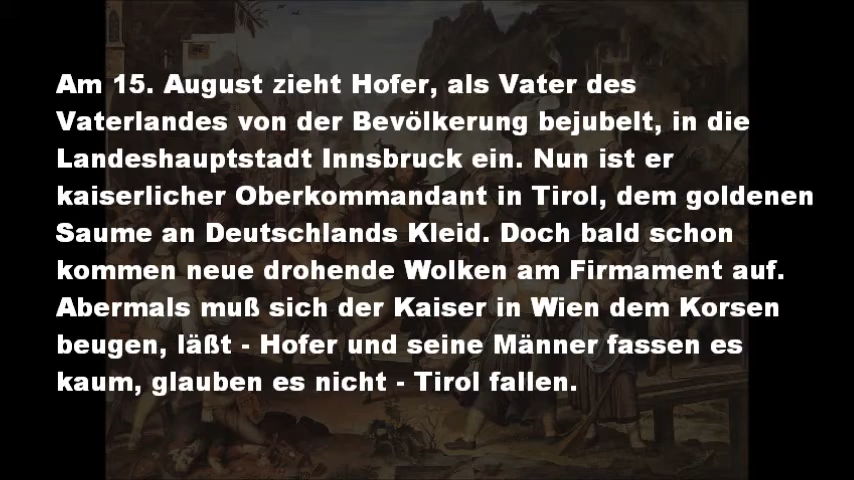 Am 15. August zieht Hofer, als Vater des
Vaterlandes von der Bevölkerung bejubelt, in die
Landeshauptstadt Innsbruck ein. Nun ist er
kaiserlicher Oberkommandant in Tirol, dem goldenen
Saume an Deutschlands Kleid. Doch bald schon
kommen neue drohende Wolken am Firmament auf.
Abermals muß sich der Kaiser in Wien dem Korsen
beugen, läßt - Hofer und seine Männer fassen es
kaum, glauben es nicht - Tirol fallen.